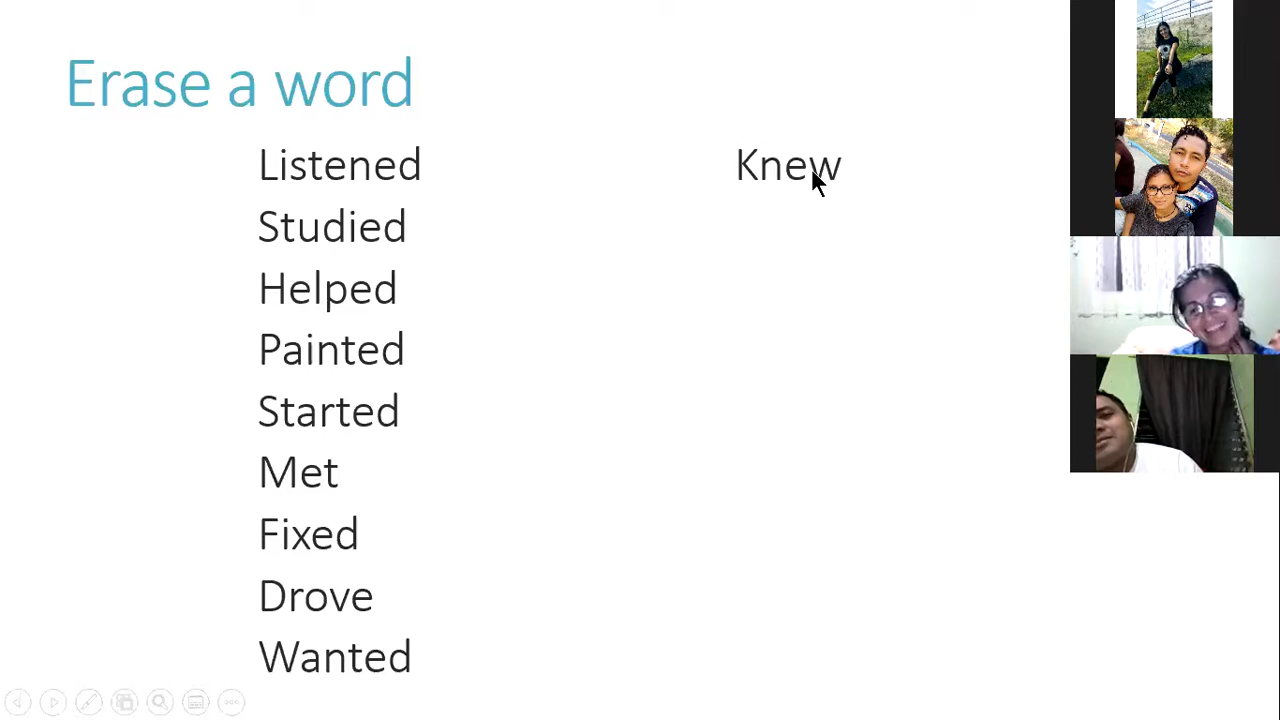 Erase a word
Listened
Studied
Helped
Painted
Started
Met
Fixed
Drove
Wanted
Knew